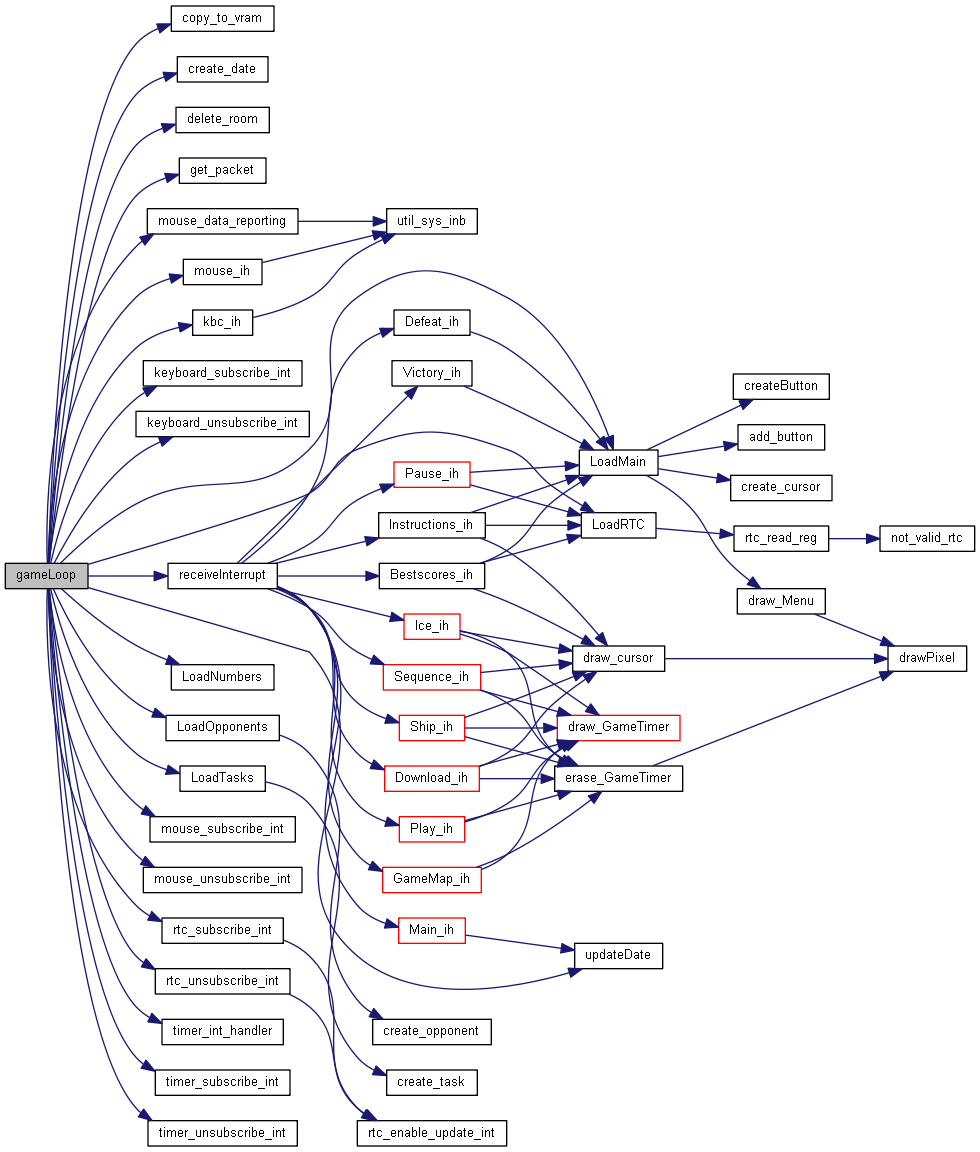 copy_to_vram
create_date
delete_room
get_packet
mouse_data_reporting
util_sys_inb
mouse_ih
kbc_ih
Defeat_ih
keyboard_subscribe_int
Victory_ih
createButton
keyboard_unsubscribe_int
add_button
LoadMain
Pause_ih
create_cursor
Instructions_ih
LoadRTC
rtc_read_reg
not_valid_rtc
gameLoop
receiveInterrupt
Bestscores_ih
draw_Menu
Ice_ih
draw_cursor
drawPixel
LoadNumbers
Sequence_ih
LoadOpponents
Ship_ih
draw_GameTimer
LoadTasks
Download_ih
erase_GameTimer
mouse_subscribe_int
Play_ih
mouse_unsubscribe_int
GameMap_ih
rtc_subscribe_int
Main_ih
updateDate
rtc_unsubscribe_int
timer_int_handler
create_opponent
timer_subscribe_int
create_task
timer_unsubscribe_int
rtc_enable_update_int